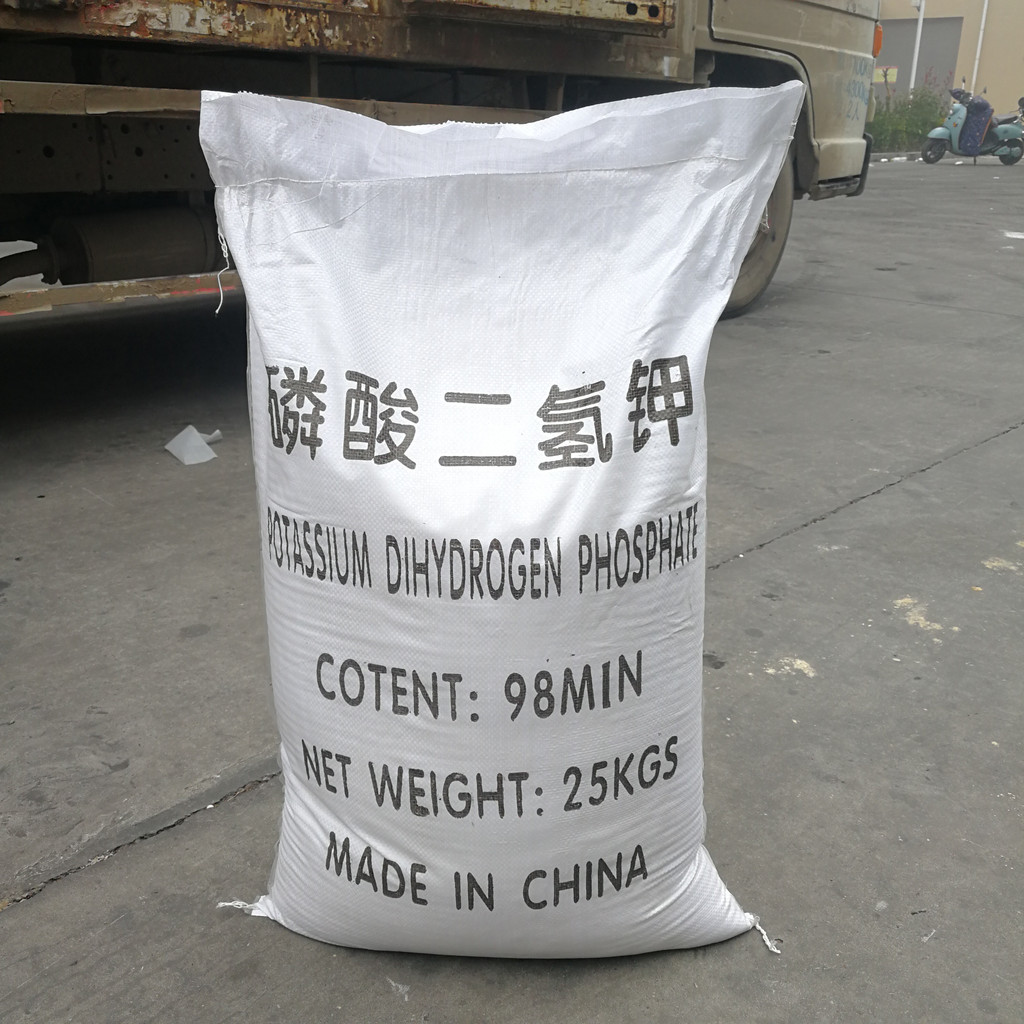 磷酸二氢钾
POTASSIUM DIHYDROGEN PHOSPHATE
COTENT: 98MIN
NET WEIGHT: 25KGS
MADE IN CHINA